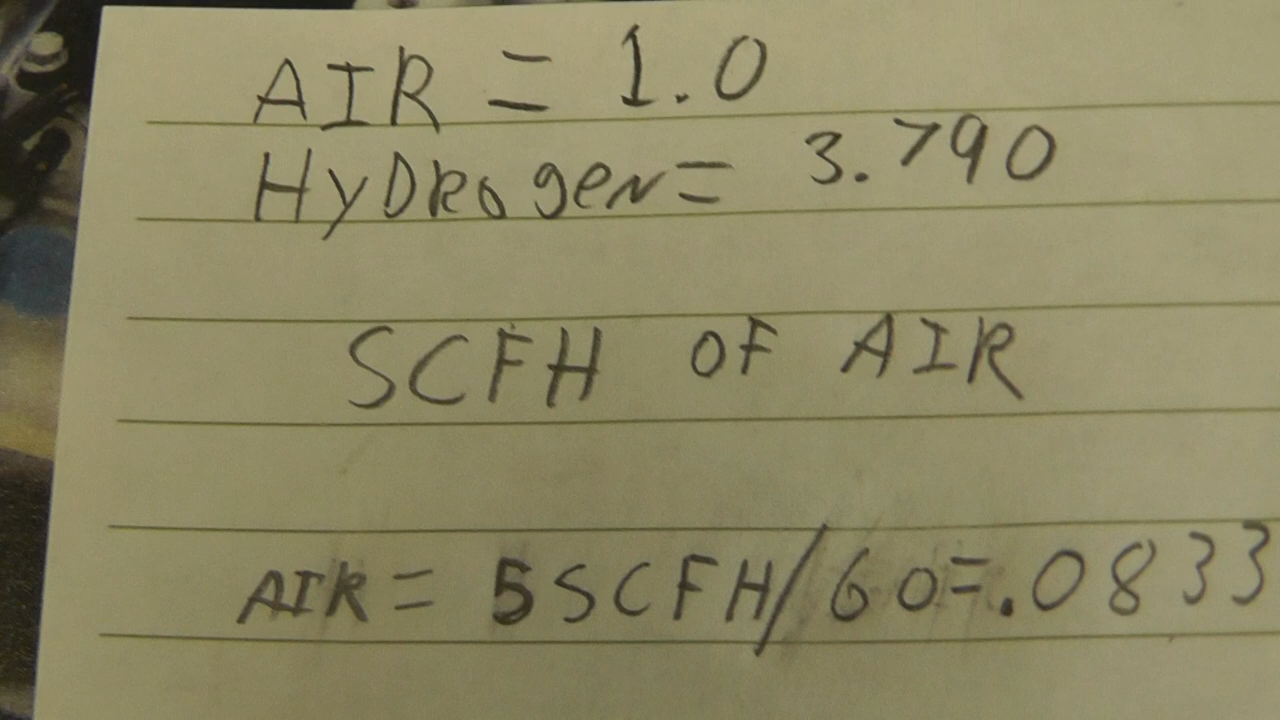 AIR = 1.0
HyDRogeN= 3.790
SCFH OF AIR
AIR = 5SCFH/60=.0833